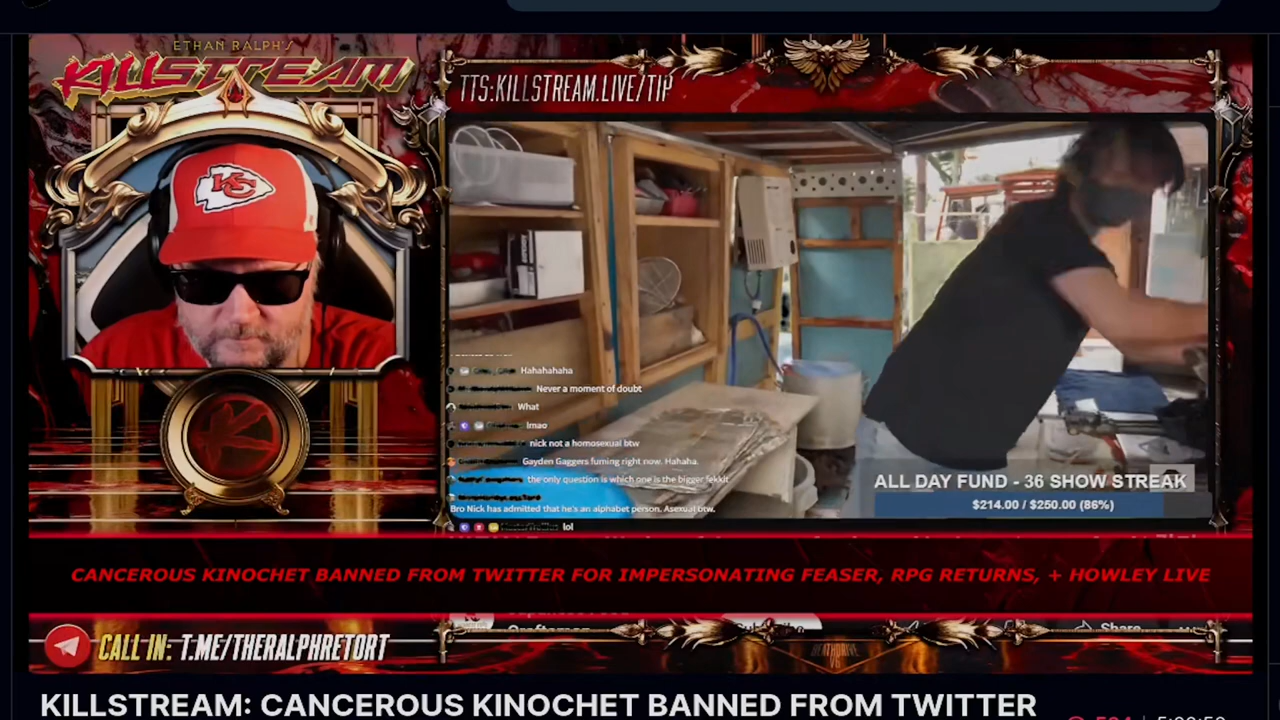 ETHAN RALPH'S
KILLSTREAM
TTS:KILLSTREAM.LIVE/TIP
KC
Hahahahaha
Never a moment of doubt
What
lmao
nick not a homosexual btw
Gayden Gaggers fuming right now. Hahaha.
the only question is which one is the bigger fekkit
Bro Nick has admitted that he's an alphabet person. Asexual btw.
lol
ALL DAY FUND - 36 SHOW STREAK
$214.00 / $250.00 (86%)
CANCEROUS KINOCHET BANNED FROM TWITTER FOR IMPERSONATING FEASER, RPG RETURNS, + HOWLEY LIVE
Share
CALL IN: T.ME/THERALPHRETORT
KILLSTREAM: CANCEROUS KINOCHET BANNED FROM TWITTER